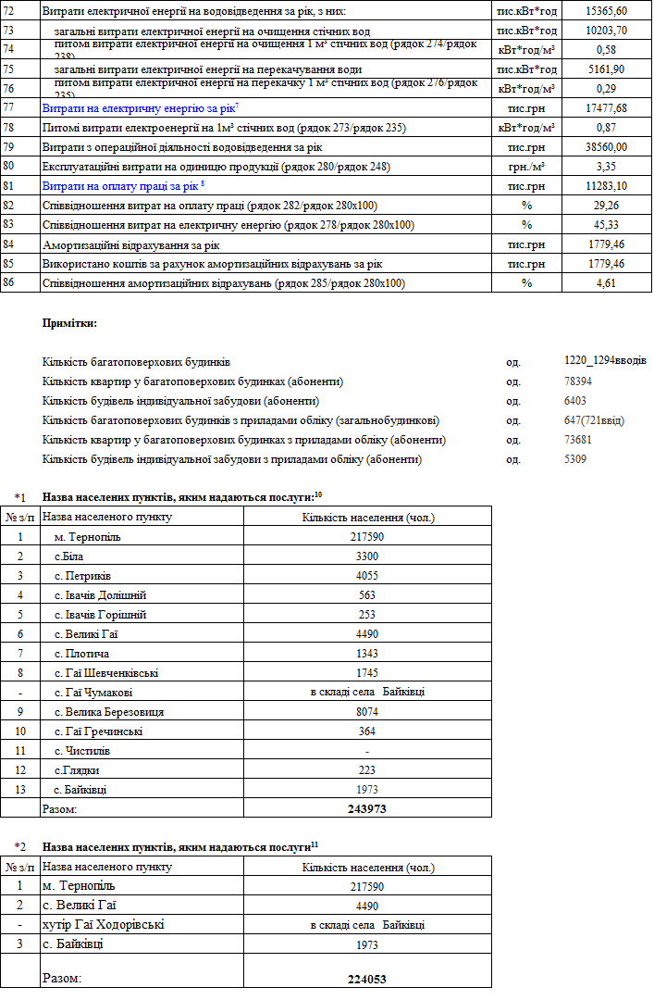 72 Витрати електричної енергії на водовідведення за рік, з них: тис.кВт*год 15365,60
73 загальні витрати електричної енергії на очищення стічних вод тис.кВт*год 10203,70
74 питомі витрати електричної енергії на очищення 1 м³ стічних вод (рядок 274/рядок 238) кВт*год/м³ 0,58
75 загальні витрати електричної енергії на перекачування води тис.кВт*год 5161,90
76 питомі витрати електричної енергії на перекачку 1 м³ стічних вод (рядок 276/рядок 235) кВт*год/м³ 0,29
77 Витрати на електричну енергію за рік⁷ тис.грн 17477,68
78 Питомі витрати електроенергії на 1м³ стічних вод (рядок 273/рядок 235) кВт*год/м³ 0,87
79 Витрати з операційної діяльності водовідведення за рік тис.грн 38560,00
80 Експлуатаційні витрати на одиницю продукції (рядок 280/рядок 248) грн./м³ 3,35
81 Витрати на оплату праці за рік ⁸ тис.грн 11283,10
82 Співвідношення витрат на оплату праці (рядок 282/рядок 280х100) % 29,26
83 Співвідношення витрат на електричну енергію (рядок 278/рядок 280х100) % 45,33
84 Амортизаційні відрахування за рік тис.грн 1779,46
85 Використано коштів за рахунок амортизаційних відрахувань за рік тис.грн 1779,46
86 Співвідношення амортизаційних відрахувань (рядок 285/рядок 280х100) % 4,61
Примітки:
Кількість багатоповерхових будинків од. 1220_1294вводів
Кількість квартир у багатоповерхових будинках (абоненти) од. 78394
Кількість будівель індивідуальної забудови (абоненти) од. 6403
Кількість багатоповерхових будинків з приладами обліку (загальнобудинкові) од. 647(721ввід)
Кількість квартир у багатоповерхових будинках з приладами обліку (абоненти) од. 73681
Кількість будівель індивідуальної забудови з приладами обліку (абоненти) од. 5309
*1 Назва населених пунктів, яким надаються послуги:¹⁰
№ з/п Назва населеного пункту Кількість населення (чол.)
1 м. Тернопіль 217590
2 с.Біла 3300
3 с. Петриків 4055
4 с. Івачів Долішній 563
5 с. Івачів Горішній 253
6 с. Великі Гаї 4490
7 с. Плотича 1343
8 с. Гаї Шевченківські 1745
- с. Гаї Чумакові в складі села Байківці
9 с. Велика Березовиця 8074
10 с. Гаї Гречинські 364
11 с. Чистилів -
12 с.Глядки 223
13 с. Байківці 1973
Разом: 243973
*2 Назва населених пунктів, яким надаються послуги¹¹
№ з/п Назва населеного пункту Кількість населення (чол.)
1 м. Тернопіль 217590
2 с. Великі Гаї 4490
- хутір Гаї Ходорівські в складі села Байківці
3 с. Байківці 1973
Разом: 224053